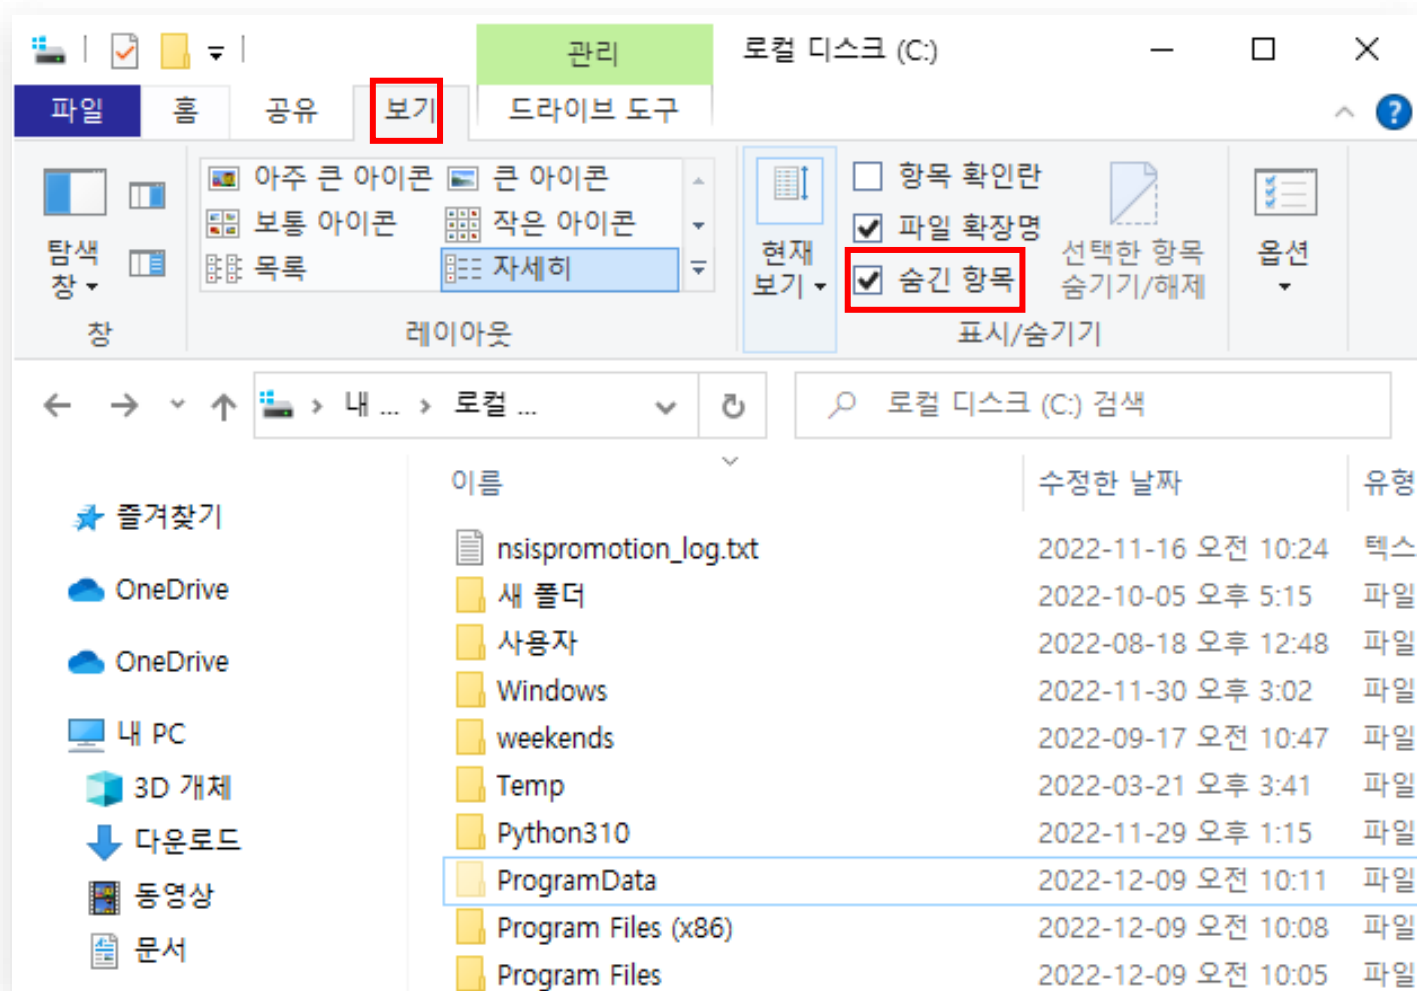 관리
로컬 디스크 (C:)
파일 홈 공유 보기 드라이브 도구
아주 큰 아이콘 큰 아이콘
보통 아이콘 작은 아이콘
목록 자세히
탐색
창
창
레이아웃
현재
보기
항목 확인란
파일 확장명
숨긴 항목
선택한 항목
숨기기/해제
표시/숨기기
옵션
내 ... 로컬 ...
로컬 디스크 (C:) 검색
즐겨찾기
OneDrive
OneDrive
내 PC
3D 개체
다운로드
동영상
문서
이름 수정한 날짜 유형
nsispromotion_log.txt 2022-11-16 오전 10:24 텍스
새 폴더 2022-10-05 오후 5:15 파일
사용자 2022-08-18 오후 12:48 파일
Windows 2022-11-30 오후 3:02 파일
weekends 2022-09-17 오전 10:47 파일
Temp 2022-03-21 오후 3:41 파일
Python310 2022-11-29 오후 1:15 파일
ProgramData 2022-12-09 오전 10:11 파일
Program Files (x86) 2022-12-09 오전 10:08 파일
Program Files 2022-12-09 오전 10:05 파일